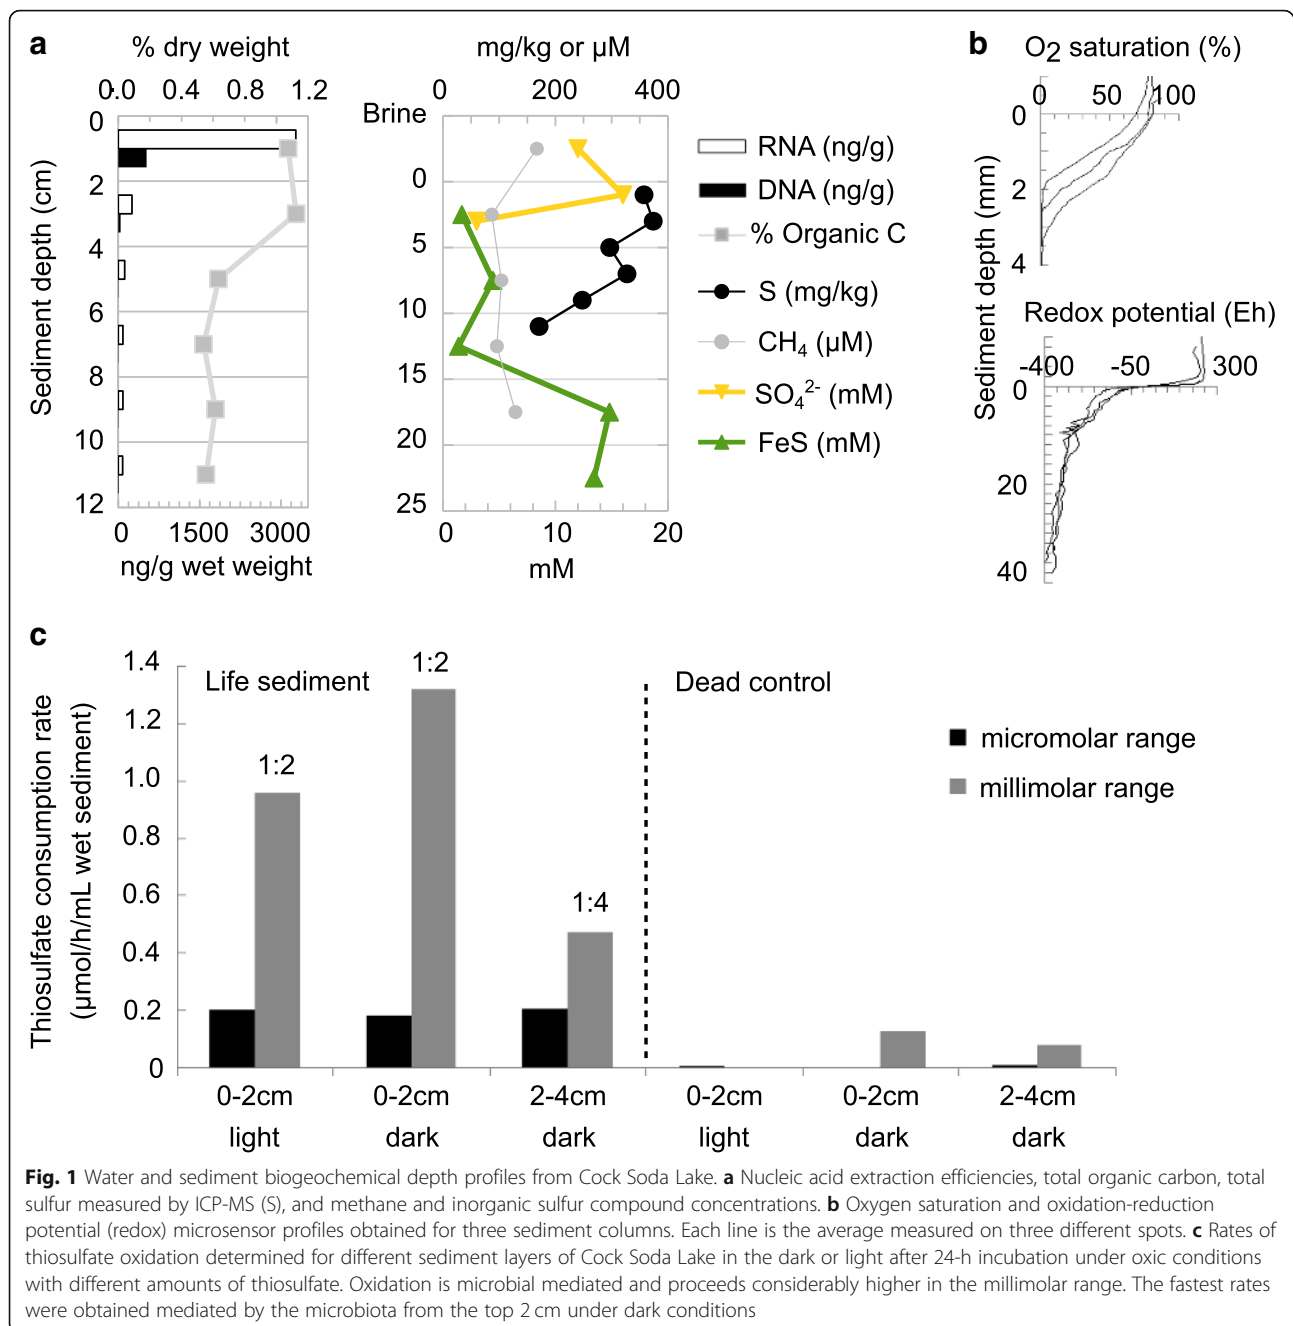 a
% dry weight
0.0 0.4 0.8 1.2
0
2
4
6
8
10
12
Sediment depth (cm)
0 1500 3000
ng/g wet weight
mg/kg or µM
0 200 400
Brine
0
5
10
15
20
25
0 10 20
mM
RNA (ng/g)
DNA (ng/g)
% Organic C
S (mg/kg)
CH4 (µM)
SO4 2- (mM)
FeS (mM)
b
O2 saturation (%)
0 50 100
0
2
4
Sediment depth (mm)
Redox potential (Eh)
-400 -50 300
0
20
40
c
Thiosulfate consumption rate
(µmol/h/mL wet sediment)
1.4
1.2
1.0
0.8
0.6
0.4
0.2
0
Life sediment
Dead control
1:2
1:2
1:4
micromolar range
millimolar range
0-2cm 0-2cm 2-4cm 0-2cm 0-2cm 2-4cm
light dark dark light dark dark
Fig. 1 Water and sediment biogeochemical depth profiles from Cock Soda Lake. a Nucleic acid extraction efficiencies, total organic carbon, total
sulfur measured by ICP-MS (S), and methane and inorganic sulfur compound concentrations. b Oxygen saturation and oxidation-reduction
potential (redox) microsensor profiles obtained for three sediment columns. Each line is the average measured on three different spots. c Rates of
thiosulfate oxidation determined for different sediment layers of Cock Soda Lake in the dark or light after 24-h incubation under oxic conditions
with different amounts of thiosulfate. Oxidation is microbial mediated and proceeds considerably higher in the millimolar range. The fastest rates
were obtained mediated by the microbiota from the top 2 cm under dark conditions